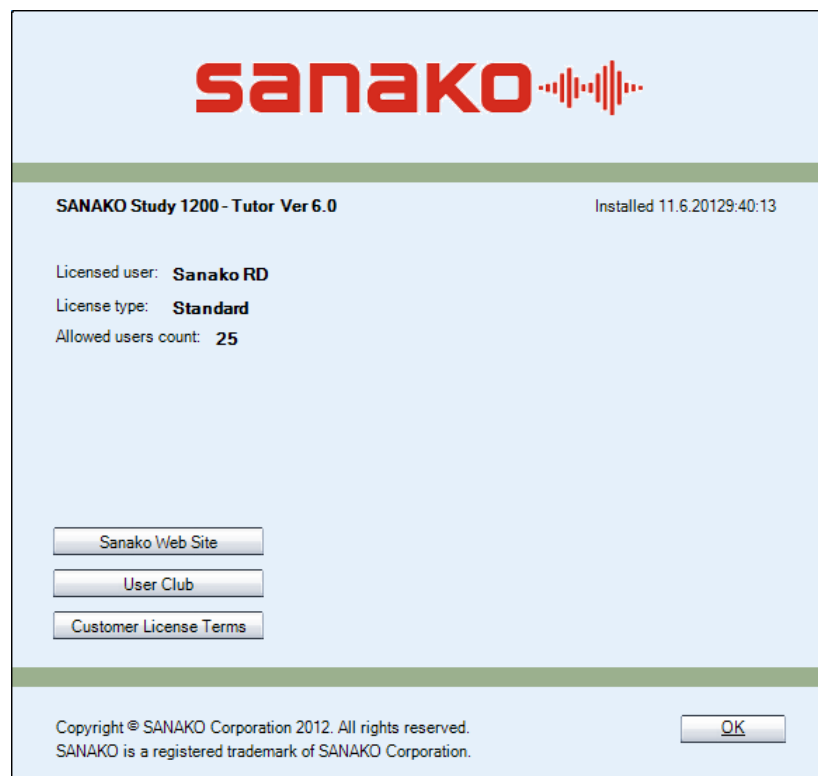 sanako
SANAKO Study 1200 - Tutor Ver 6.0
Installed 11.6.20129:40:13
Licensed user: Sanako RD
License type: Standard
Allowed users count: 25
Sanako Web Site
User Club
Customer License Terms
Copyright © SANAKO Corporation 2012. All rights reserved.
SANAKO is a registered trademark of SANAKO Corporation.
OK